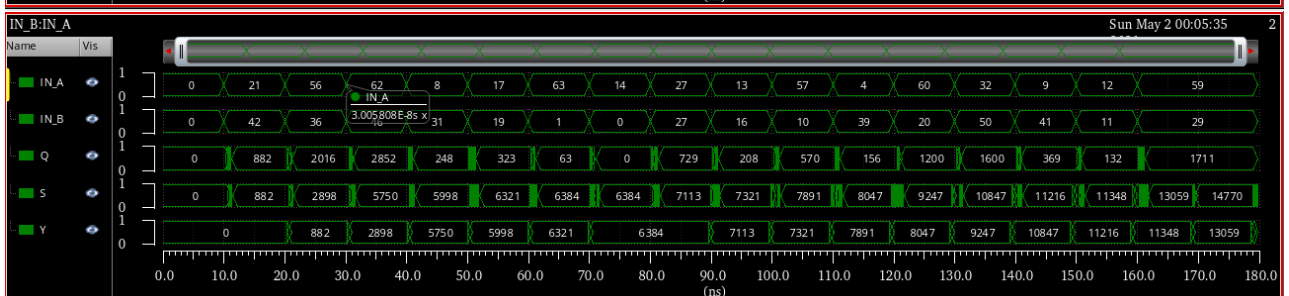 (ns)
IN_B:IN_A Sun May 2 00:05:35 2
Name Vis
IN_A 1 0 0 21 56 62 8 17 63 14 27 13 57 4 60 32 9 12 59
IN_A
3.005808E-8s x
IN_B 1 0 0 42 36 31 19 1 0 27 16 10 39 20 50 41 11 29
Q 1 0 0 882 2016 2852 248 323 63 0 729 208 570 156 1200 1600 369 132 1711
S 1 0 0 882 2898 5750 5998 6321 6384 6384 7113 7321 7891 8047 9247 10847 11216 11348 13059 14770
Y 1 0 0 882 2898 5750 5998 6321 6384 7113 7321 7891 8047 9247 10847 11216 11348 13059
0.0 10.0 20.0 30.0 40.0 50.0 60.0 70.0 80.0 90.0 100.0 110.0 120.0 130.0 140.0 150.0 160.0 170.0 180.0
(ns)